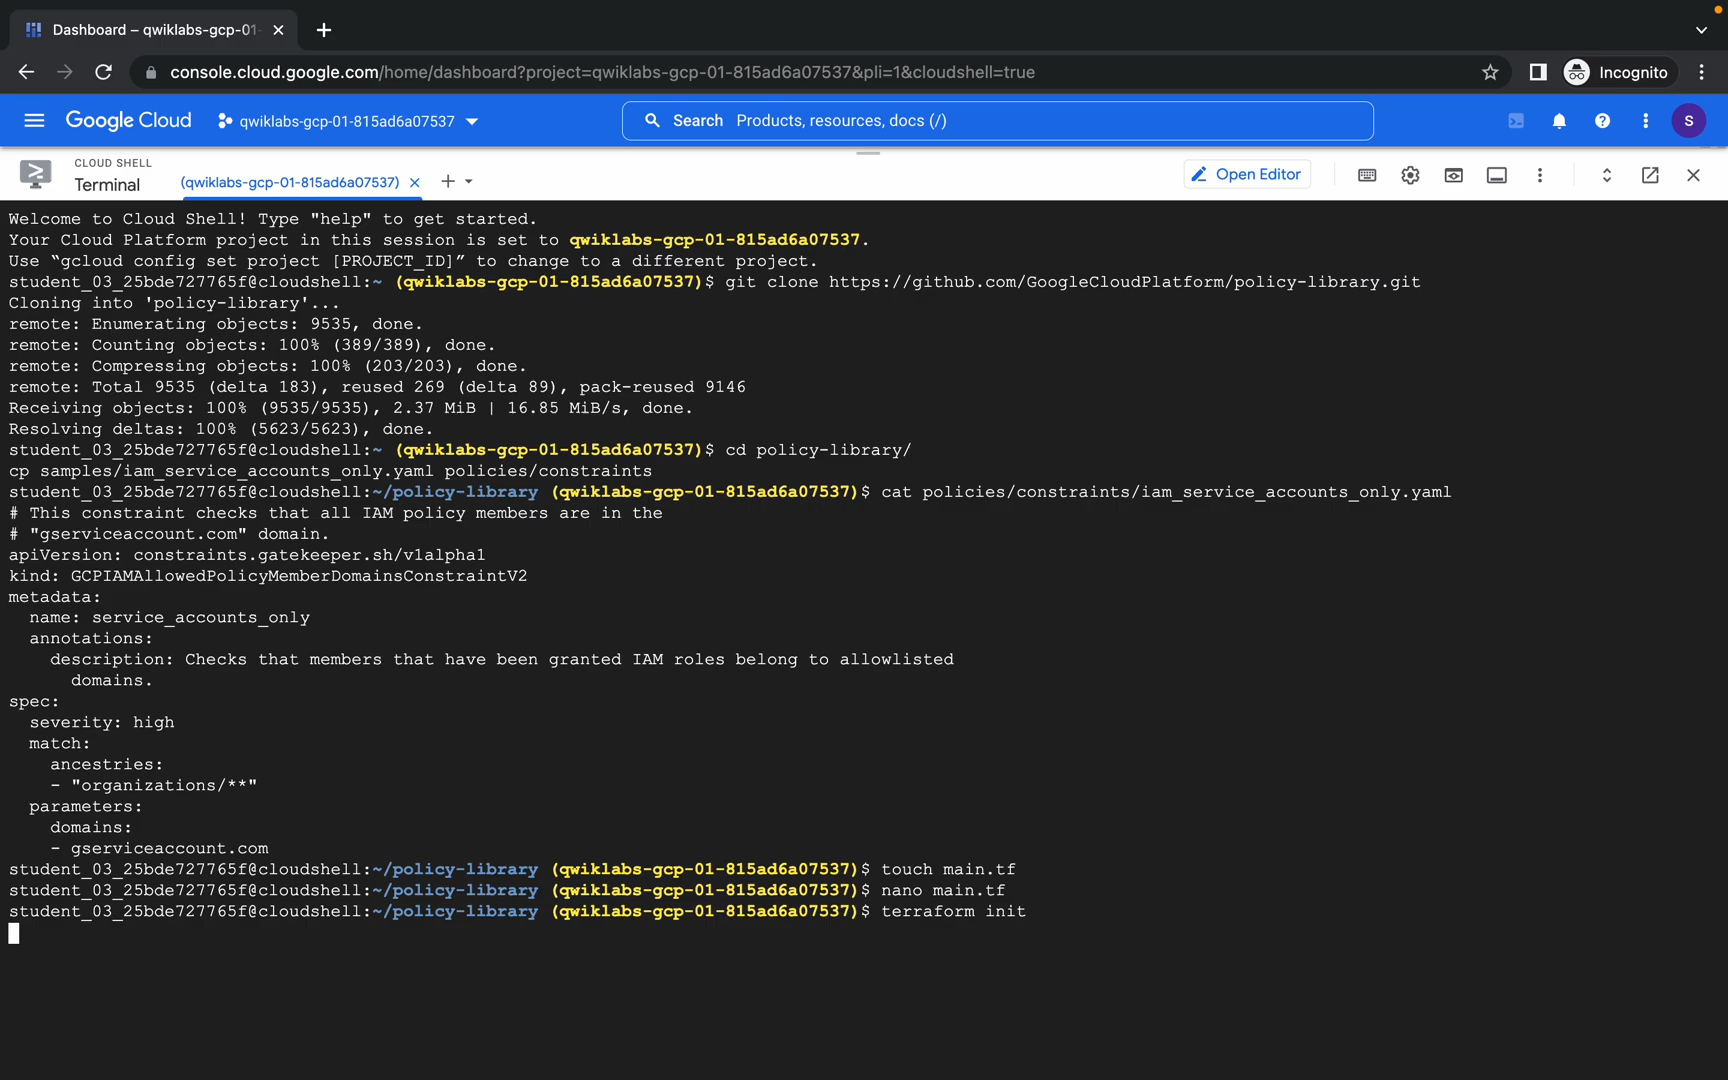 Dashboard – qwiklabs-gcp-01-
console.cloud.google.com/home/dashboard?project=qwiklabs-gcp-01-815ad6a07537&pli=1&cloudshell=true
Incognito
Google Cloud
qwiklabs-gcp-01-815ad6a07537
Search Products, resources, docs (/)
S
CLOUD SHELL
Terminal
(qwiklabs-gcp-01-815ad6a07537)
Open Editor
Welcome to Cloud Shell! Type "help" to get started.
Your Cloud Platform project in this session is set to qwiklabs-gcp-01-815ad6a07537.
Use “gcloud config set project [PROJECT_ID]” to change to a different project.
student_03_25bde727765f@cloudshell:~ (qwiklabs-gcp-01-815ad6a07537)$ git clone https://github.com/GoogleCloudPlatform/policy-library.git
Cloning into 'policy-library'...
remote: Enumerating objects: 9535, done.
remote: Counting objects: 100% (389/389), done.
remote: Compressing objects: 100% (203/203), done.
remote: Total 9535 (delta 183), reused 269 (delta 89), pack-reused 9146
Receiving objects: 100% (9535/9535), 2.37 MiB | 16.85 MiB/s, done.
Resolving deltas: 100% (5623/5623), done.
student_03_25bde727765f@cloudshell:~ (qwiklabs-gcp-01-815ad6a07537)$ cd policy-library/
cp samples/iam_service_accounts_only.yaml policies/constraints
student_03_25bde727765f@cloudshell:~/policy-library (qwiklabs-gcp-01-815ad6a07537)$ cat policies/constraints/iam_service_accounts_only.yaml
# This constraint checks that all IAM policy members are in the
# "gserviceaccount.com" domain.
apiVersion: constraints.gatekeeper.sh/v1alpha1
kind: GCPIAMAllowedPolicyMemberDomainsConstraintV2
metadata:
  name: service_accounts_only
  annotations:
    description: Checks that members that have been granted IAM roles belong to allowlisted
      domains.
spec:
  severity: high
  match:
    ancestries:
    - "organizations/**"
  parameters:
    domains:
    - gserviceaccount.com
student_03_25bde727765f@cloudshell:~/policy-library (qwiklabs-gcp-01-815ad6a07537)$ touch main.tf
student_03_25bde727765f@cloudshell:~/policy-library (qwiklabs-gcp-01-815ad6a07537)$ nano main.tf
student_03_25bde727765f@cloudshell:~/policy-library (qwiklabs-gcp-01-815ad6a07537)$ terraform init